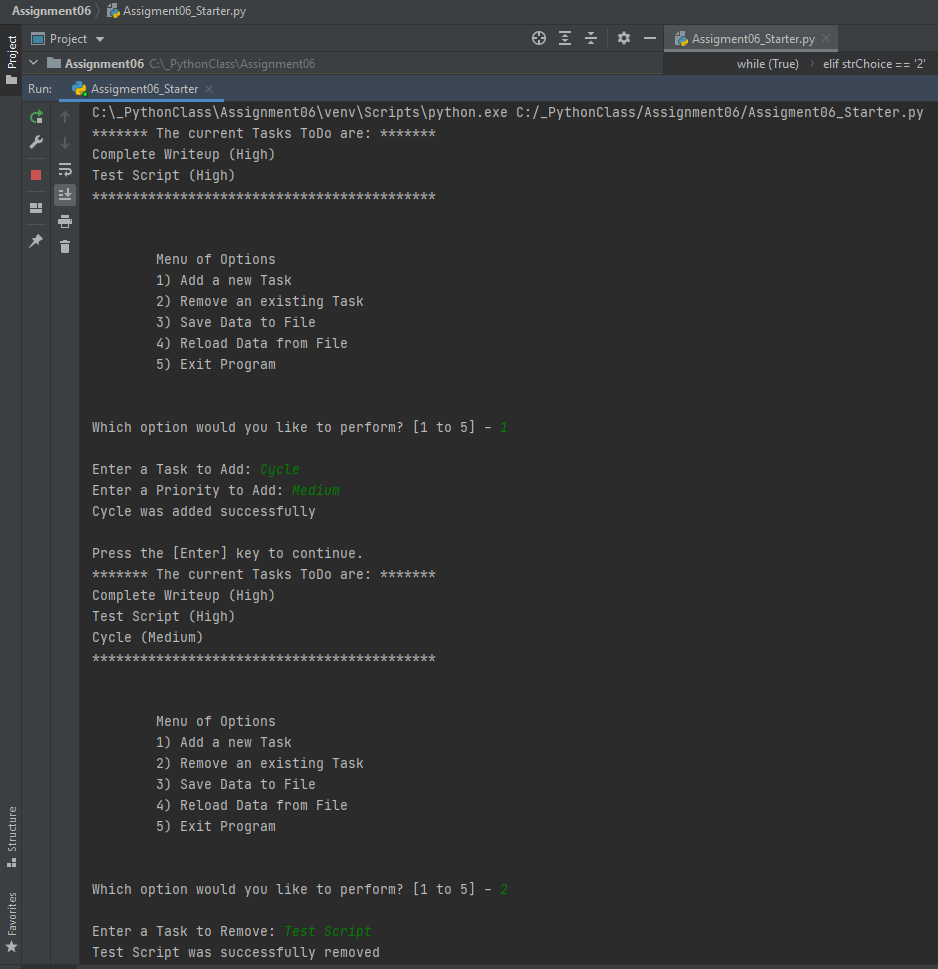 Assignment06 Assigment06_Starter.py
Project
Project
Assigment06_Starter.py
Assignment06 C:\_PythonClass\Assignment06
while (True) elif strChoice == '2'
Run: Assigment06_Starter
C:\_PythonClass\Assignment06\venv\Scripts\python.exe C:/_PythonClass/Assignment06/Assigment06_Starter.py
******* The current Tasks ToDo are: *******
Complete Writeup (High)
Test Script (High)
*******************************************
Menu of Options
1) Add a new Task
2) Remove an existing Task
3) Save Data to File
4) Reload Data from File
5) Exit Program
Which option would you like to perform? [1 to 5] - 1
Enter a Task to Add: Cycle
Enter a Priority to Add: Medium
Cycle was added successfully
Press the [Enter] key to continue.
******* The current Tasks ToDo are: *******
Complete Writeup (High)
Test Script (High)
Cycle (Medium)
*******************************************
Menu of Options
1) Add a new Task
2) Remove an existing Task
3) Save Data to File
4) Reload Data from File
5) Exit Program
Which option would you like to perform? [1 to 5] - 2
Enter a Task to Remove: Test Script
Test Script was successfully removed
Structure
Favorites